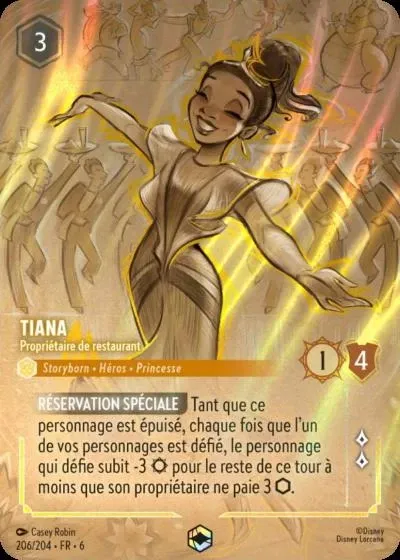 3
TIANA
Propriétaire de restaurant
Storyborn • Héros • Princesse
1 4
RÉSERVATION SPÉCIALE Tant que ce
personnage est épuisé, chaque fois que l'un
de vos personnages est défié, le personnage
qui défie subit -3 pour le reste de ce tour à
moins que son propriétaire ne paie 3.
Casey Robin
206/204 • FR • 6
©Disney
Disney Lorcana